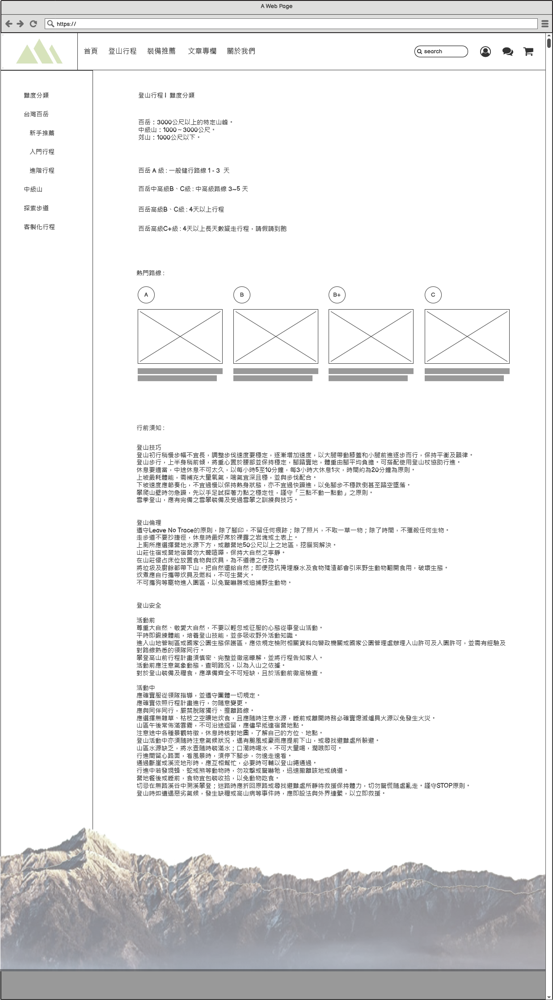 A Web Page
https://
首頁 登山行程 裝備推薦 文章專欄 關於我們
search
難度分類
台灣百岳
新手推薦
入門行程
進階行程
中級山
探索步道
客製化行程
登山行程 l 難度分類
百岳：3000公尺以上的特定山峰。
中級山：1000～3000公尺。
郊山：1000公尺以下。
百岳 A 級 : 一般健行路線 1 - 3 天
百岳中高級B、C級 : 中高級路線 3~5 天
百岳高級B、C級 : 4天以上行程
百岳高級C+級 : 4天以上長天數縱走行程，請假請到飽
熱門路線 :
A
B
B+
C
行前須知 :
登山技巧
登山初行稍慢步幅不宜長，調整步伐速度要穩定，逐漸增加速度，以大腿帶動膝蓋和小腿前進逐步而行，保持平衡及韻律。
登山步行，上半身稍前傾，將重心置於腰部並保持穩定，腳踏實地，體重由腳平均負擔。可搭配使用登山杖協助行進。
休息要適當，中途休息不可太久，以每小時5至10分鐘，每3小時大休息1次，時間約為20分鐘為原則。
上坡最耗體能，需補充大量氧氣，喘氣宜深且穩，並與步伐配合。
下坡速度應節奏化，不宜過慢以保持熱身狀態，亦不宜過快躁進，以免腳步不穩跌倒甚至踏空墜落。
攀爬山壁時勿急躁，先以手足試探著力點之穩定性，謹守「三點不動一點動」之原則。
雪季登山，應有完備之雪攀裝備及受過雪攀之訓練與技巧。
登山倫理
遵守Leave No Trace的原則，除了腳印，不留任何痕跡；除了照片，不取一草一物；除了時間，不獵殺任何生物。
走步道不要抄捷徑，休息時最好席於裸露之岩塊或土表上。
上廁所應選擇營地水源下方，或離營地50公尺以上之地區，挖貓洞解決。
山莊住宿或營地宿營勿大聲喧嘩，保持大自然之寧靜。
在山莊侵占床位放置食物與炊具，為不道德之行為。
將垃圾及廚餘都帶下山，把自然還給自然；即便挖坑掩埋廢水及食物殘渣都會引來野生動物翻開食用，破壞生態。
炊煮應自行攜帶炊具及燃料，不可生營火。
不可攜狗等寵物進入園區，以免驚嚇勝或追捕野生動物。
登山安全
活動前
尊重大自然、敬愛大自然，不要以輕忽或征服的心態從事登山活動。
平時即鍛練體能，培養登山技能，並多吸收野外活動知識。
進入山地管制區或國家公園生態保護區，應依規定檢附相關資料向警政機關或國家公園管理處辦理入山許可及入園許可，並需有經驗及
對路線熟悉的領隊同行。
攀登高山前行程計畫須慎密、完整並徹底瞭解，並將行程告知家人。
活動前應注意氣象動態，查明路況，以為入山之依據。
對於登山裝備及糧食，應準備齊全不可短缺，且於活動前徹底檢查。
活動中
應確實服從領隊指導，並遵守團體一切規定。
應確實依照行程計畫進行，勿隨意變更。
應與同伴同行，嚴禁脫隊獨行、擅離路線。
應選擇無雜草、枯枝之空曠地炊食，且應隨時注意水源，睡前或離開時務必確實熄滅爐具火源以免發生火災。
山區午後常佈滿雲霧，不可沿途逗留，應儘早抵達宿營地點。
注意途中各種景觀特徵，休息時核對地圖，了解自己的方位、地點。
登山活動中亦須隨時注意氣候狀況，遇有颱風或豪雨應提前下山，或尋找避難處所躲避。
山區水源缺乏，將水壺隨時裝滿水；口渴時喝水，不可大量喝，潤喉即可。
行進間留心路面，看風景時，須停下腳步，勿邊走邊看。
通過斷崖或溪流地形時，應互相幫忙，必要時可輔以登山繩通過。
行進中若發現蜂、蛇或熊等動物時，勿攻擊或驚嚇牠，迅速撤離該地或繞道。
營地餐後或睡前，食物宜包裝收拾，以免動物吃食。
切忌在無路溪谷中溯溪攀登；迷路時應折回原路或尋找避難處所靜待救援保持體力，切勿驚慌隨處亂走。謹守STOP原則。
登山時如遭遇惡劣氣候，發生缺糧或高山病等事件時，應即設法與外界連繫，以立即救援。